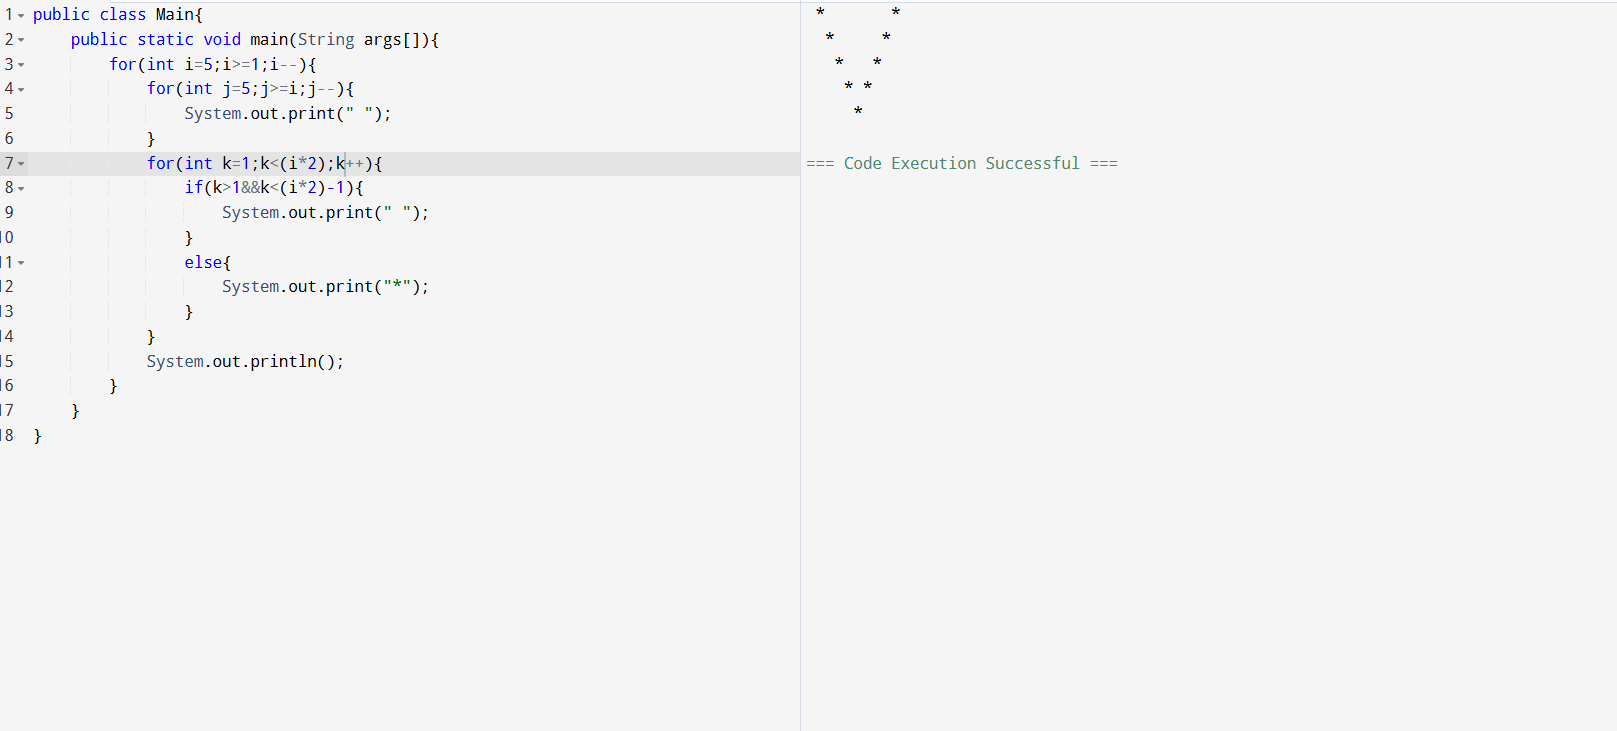 1 public class Main{
2     public static void main(String args[]){
3         for(int i=5;i>=1;i--){
4             for(int j=5;j>=i;j--){
5                 System.out.print(" ");
6             }
7             for(int k=1;k<(i*2);k++){
8                 if(k>1&&k<(i*2)-1){
9                     System.out.print(" ");
10                 }
11                 else{
12                     System.out.print("*");
13                 }
14             }
15             System.out.println();
16         }
17     }
18 }
 *       *
  *     *
   *   *
    * *
     *
=== Code Execution Successful ===